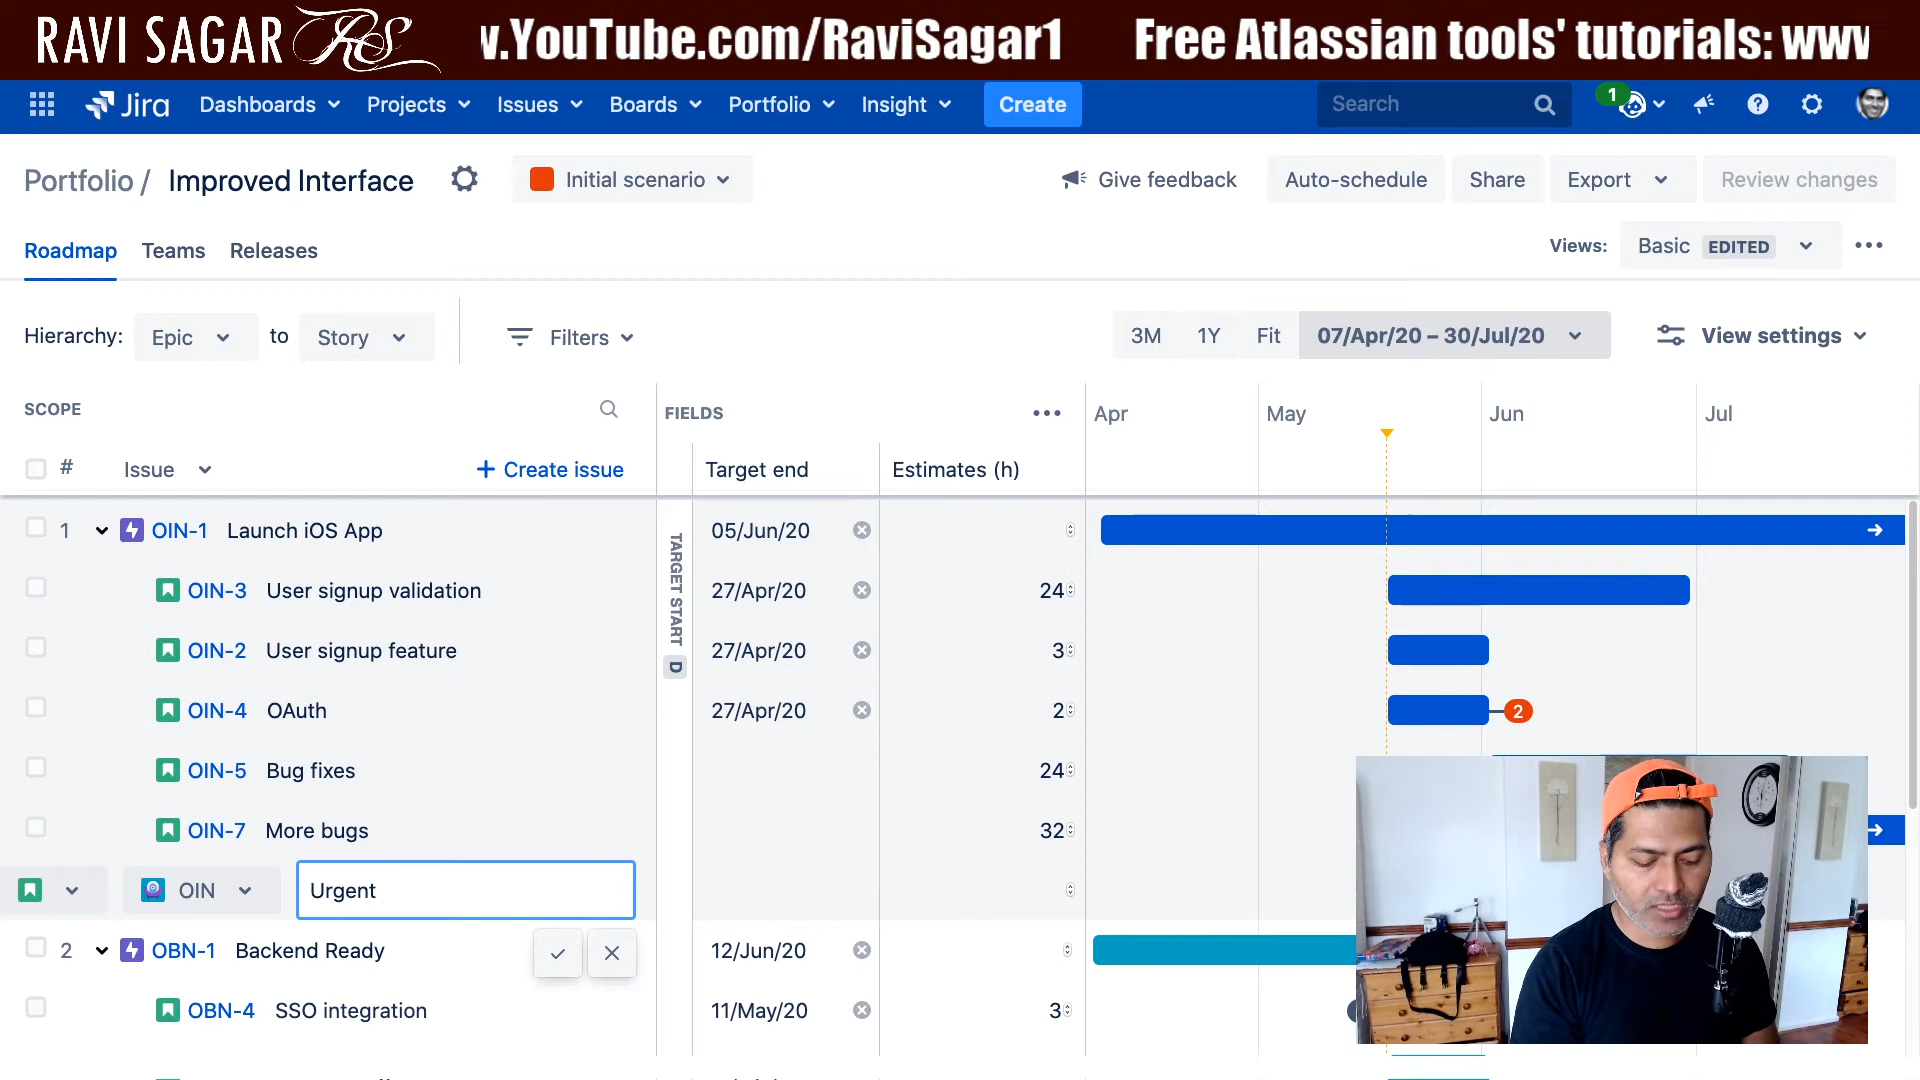 RAVI SAGAR RS v.YouTube.com/RaviSagar1 Free Atlassian tools' tutorials: www
Jira Dashboards Projects Issues Boards Portfolio Insight Create Search 1
Portfolio / Improved Interface Initial scenario Give feedback Auto-schedule Share Export Review changes
Roadmap Teams Releases Views: Basic EDITED
Hierarchy: Epic to Story Filters 3M 1Y Fit 07/Apr/20 – 30/Jul/20 View settings
SCOPE FIELDS Apr May Jun Jul
# Issue + Create issue Target end Estimates (h)
TARGET START D
1 OIN-1 Launch iOS App 05/Jun/20
OIN-3 User signup validation 27/Apr/20 24
OIN-2 User signup feature 27/Apr/20 3
OIN-4 OAuth 27/Apr/20 2 2
OIN-5 Bug fixes 24
OIN-7 More bugs 32
OIN Urgent
2 OBN-1 Backend Ready 12/Jun/20
OBN-4 SSO integration 11/May/20 3